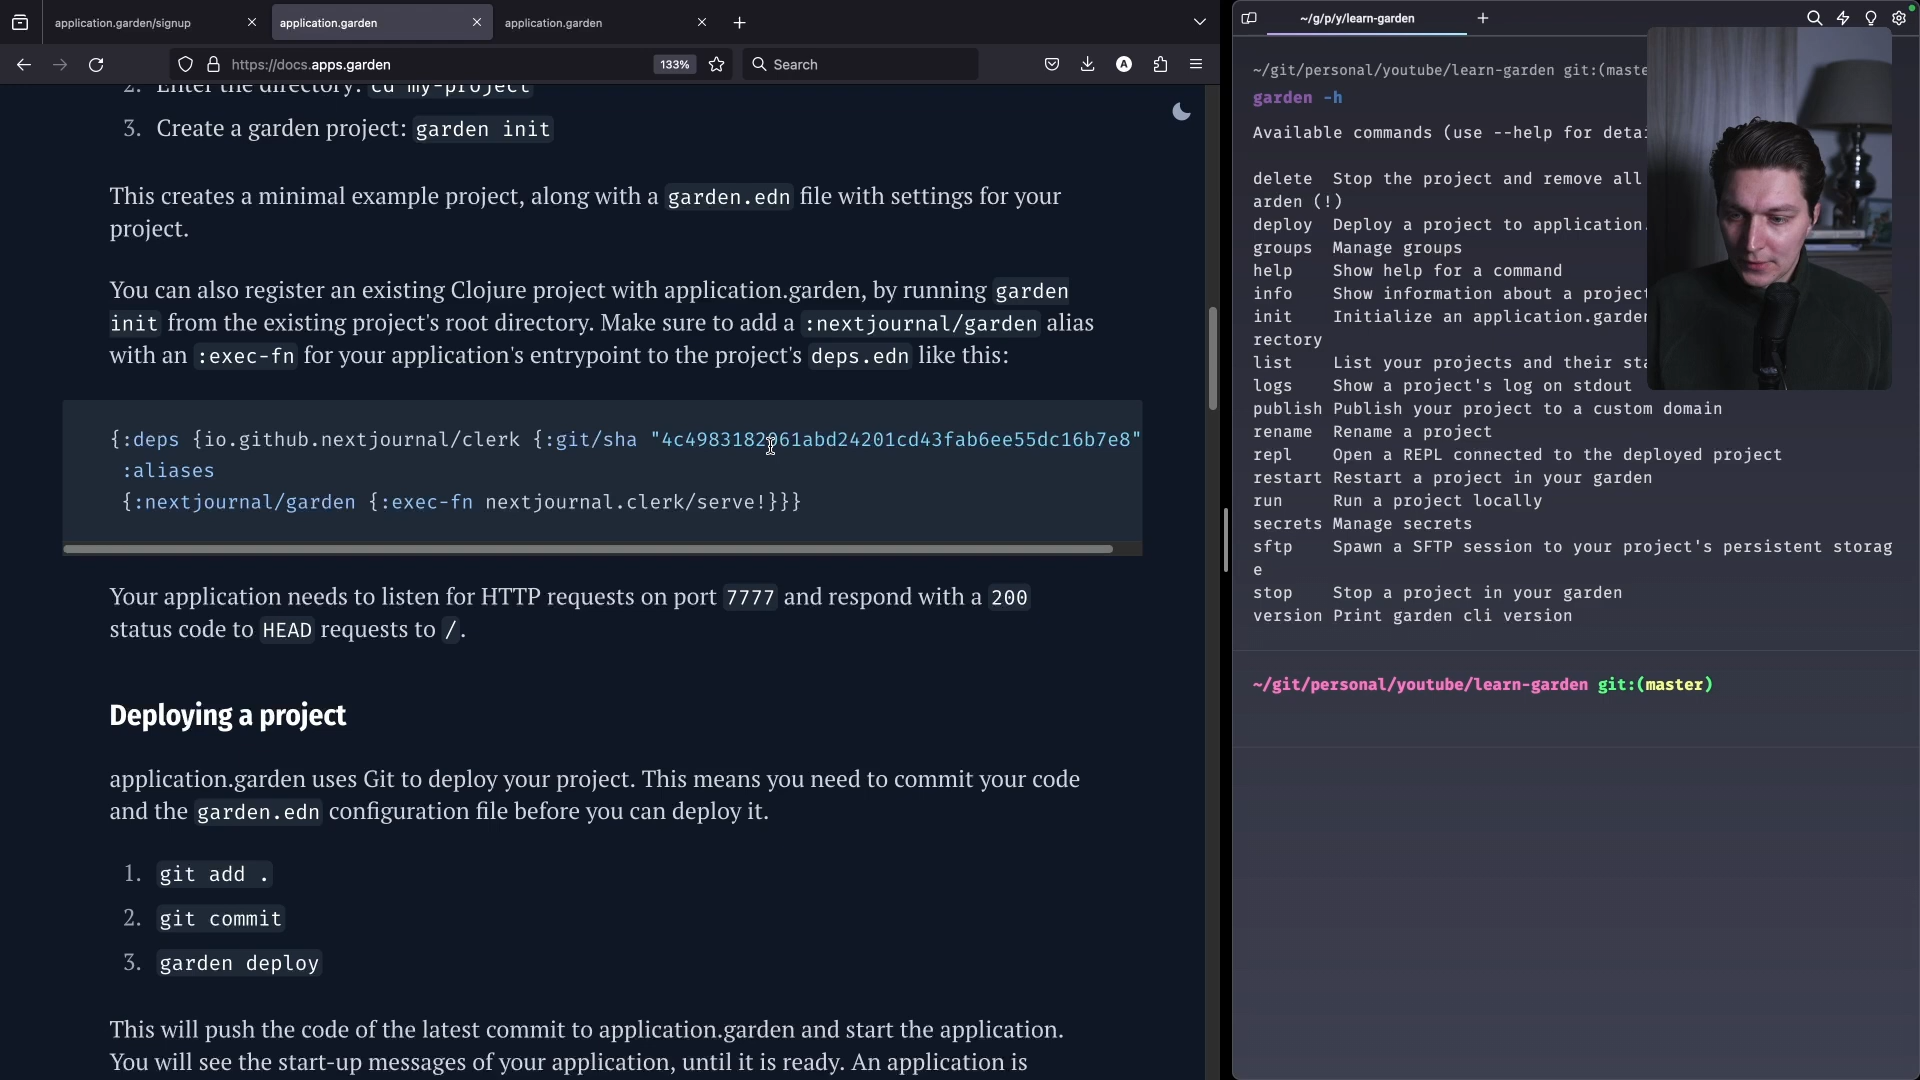 application.garden/signup
application.garden
application.garden
https://docs.apps.garden
133%
Search
2. Enter the directory: cd my-project
3. Create a garden project: garden init
This creates a minimal example project, along with a garden.edn file with settings for your
project.
You can also register an existing Clojure project with application.garden, by running garden
init from the existing project's root directory. Make sure to add a :nextjournal/garden alias
with an :exec-fn for your application's entrypoint to the project's deps.edn like this:
{:deps {io.github.nextjournal/clerk {:git/sha "4c4983182061abd24201cd43fab6ee55dc16b7e8"
:aliases
{:nextjournal/garden {:exec-fn nextjournal.clerk/serve!}}}
Your application needs to listen for HTTP requests on port 7777 and respond with a 200
status code to HEAD requests to /.
Deploying a project
application.garden uses Git to deploy your project. This means you need to commit your code
and the garden.edn configuration file before you can deploy it.
1. git add .
2. git commit
3. garden deploy
This will push the code of the latest commit to application.garden and start the application.
You will see the start-up messages of your application, until it is ready. An application is
~/g/p/y/learn-garden
~/git/personal/youtube/learn-garden git:(maste
garden -h
Available commands (use --help for detai
delete Stop the project and remove all
arden (!)
deploy Deploy a project to application.
groups Manage groups
help Show help for a command
info Show information about a project
init Initialize an application.garden
rectory
list List your projects and their sta
logs Show a project's log on stdout
publish Publish your project to a custom domain
rename Rename a project
repl Open a REPL connected to the deployed project
restart Restart a project in your garden
run Run a project locally
secrets Manage secrets
sftp Spawn a SFTP session to your project's persistent storag
e
stop Stop a project in your garden
version Print garden cli version
~/git/personal/youtube/learn-garden git:(master)